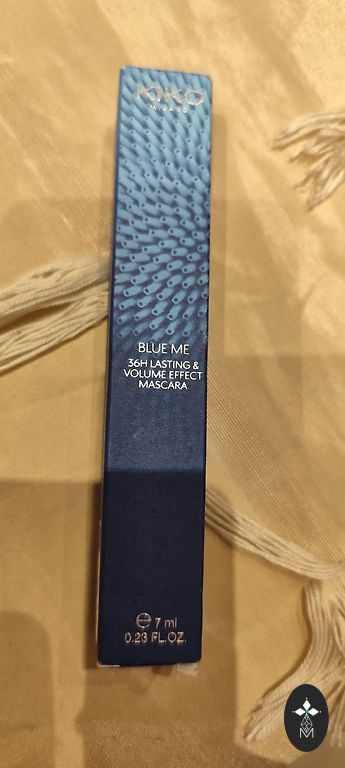 KIKO
MILANO
BLUE ME
36H LASTING &
VOLUME EFFECT
MASCARA
℮ 7 ml
0.23 FL.OZ.
M